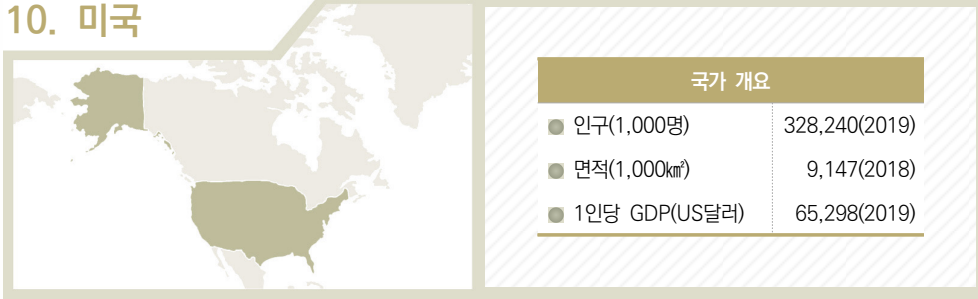 10. 미국
국가 개요
인구(1,000명) 328,240(2019)
면적(1,000㎢) 9,147(2018)
1인당 GDP(US달러) 65,298(2019)